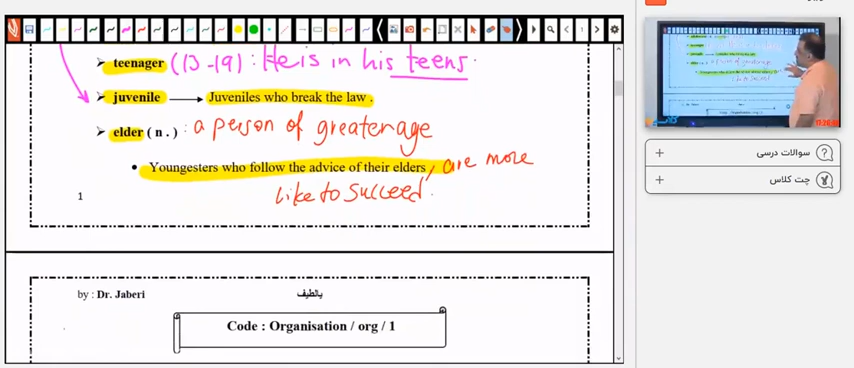 teenager (13-19): He is in his teens.
juvenile → Juveniles who break the law .
elder ( n . ) : a person of greater age
• Youngesters who follow the advice of their elders, are more
like to succeed.
1
by : Dr. Jaberi
یالطیف
Code : Organisation / org / 1
سوالات درسی
چت کلاس